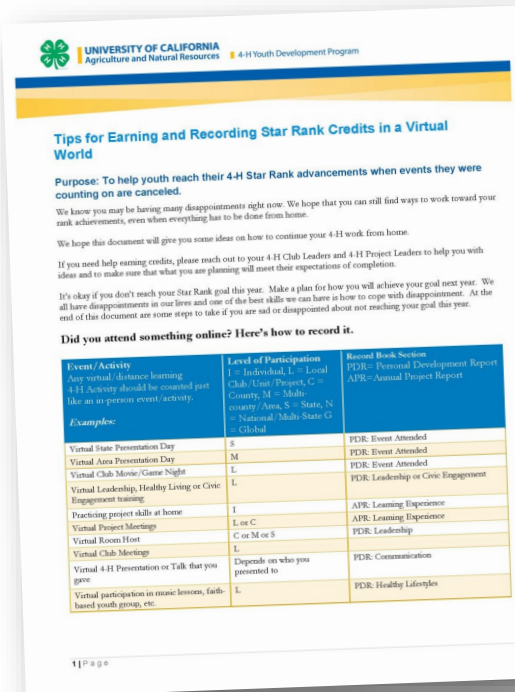 UNIVERSITY OF CALIFORNIA
Agriculture and Natural Resources
4-H Youth Development Program
Tips for Earning and Recording Star Rank Credits in a Virtual
World
Purpose: To help youth reach their 4-H Star Rank advancements when events they were
counting on are canceled.
We know you may be having many disappointments right now. We hope that you can still find ways to work toward your
rank achievements, even when everything has to be done from home.
We hope this document will give you some ideas on how to continue your 4-H work from home.
If you need help earning credits, please reach out to your 4-H Club Leaders and 4-H Project Leaders to help you with
ideas and to make sure that what you are planning will meet their expectations of completion.
It's okay if you don't reach your Star Rank goal this year. Make a plan for how you will achieve your goal next year. We
all have disappointments in our lives and one of the best skills we can have is how to cope with disappointment. At the
end of this document are some steps to take if you are sad or disappointed about not reaching your goal this year.
Did you attend something online? Here's how to record it.
Event/Activity
Any virtual/distance learning
4-H Activity should be counted just
like an in-person event/activity.
Examples:
Level of Participation
I = Individual, L = Local
Club/Unit/Project, C =
County, M = Multi-
county/Area, S = State, N
= National/Multi-State G
= Global
Record Book Section
PDR= Personal Development Report
APR=Annual Project Report
Virtual State Presentation Day S PDR: Event Attended
Virtual Area Presentation Day M PDR: Event Attended
Virtual Club Movie/Game Night L PDR: Event Attended
Virtual Leadership, Healthy Living or Civic L PDR: Leadership or Civic Engagement
Engagement training
Practicing project skills at home I APR: Learning Experience
Virtual Project Meetings L or C APR: Learning Experience
Virtual Room Host C or M or S PDR: Leadership
Virtual Club Meetings L
Virtual 4-H Presentation or Talk that you Depends on who you PDR: Communication
gave presented to
Virtual participation in music lessons, faith- L PDR: Healthy Lifestyles
based youth group, etc.
1 | Page